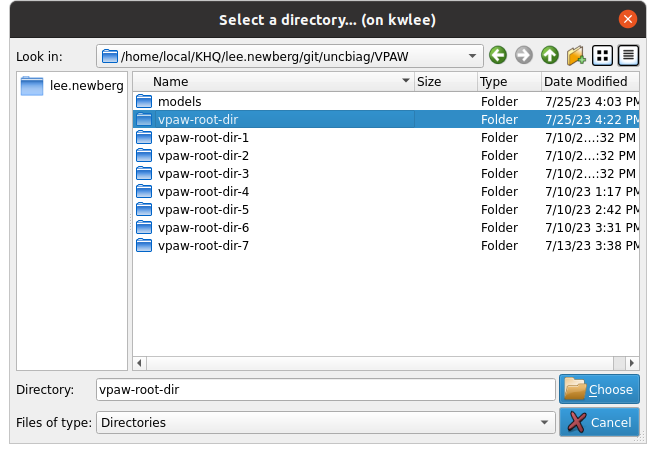 Select a directory... (on kwlee)
Look in: /home/local/KHQ/lee.newberg/git/uncbiag/VPAW
lee.newberg
Name Size Type Date Modified
models Folder 7/25/23 4:03 PM
vpaw-root-dir Folder 7/25/23 4:22 PM
vpaw-root-dir-1 Folder 7/10/2...:32 PM
vpaw-root-dir-2 Folder 7/10/2...:32 PM
vpaw-root-dir-3 Folder 7/10/2...:32 PM
vpaw-root-dir-4 Folder 7/10/23 1:17 PM
vpaw-root-dir-5 Folder 7/10/23 2:42 PM
vpaw-root-dir-6 Folder 7/10/23 3:31 PM
vpaw-root-dir-7 Folder 7/13/23 3:38 PM
Directory: vpaw-root-dir Choose
Files of type: Directories Cancel